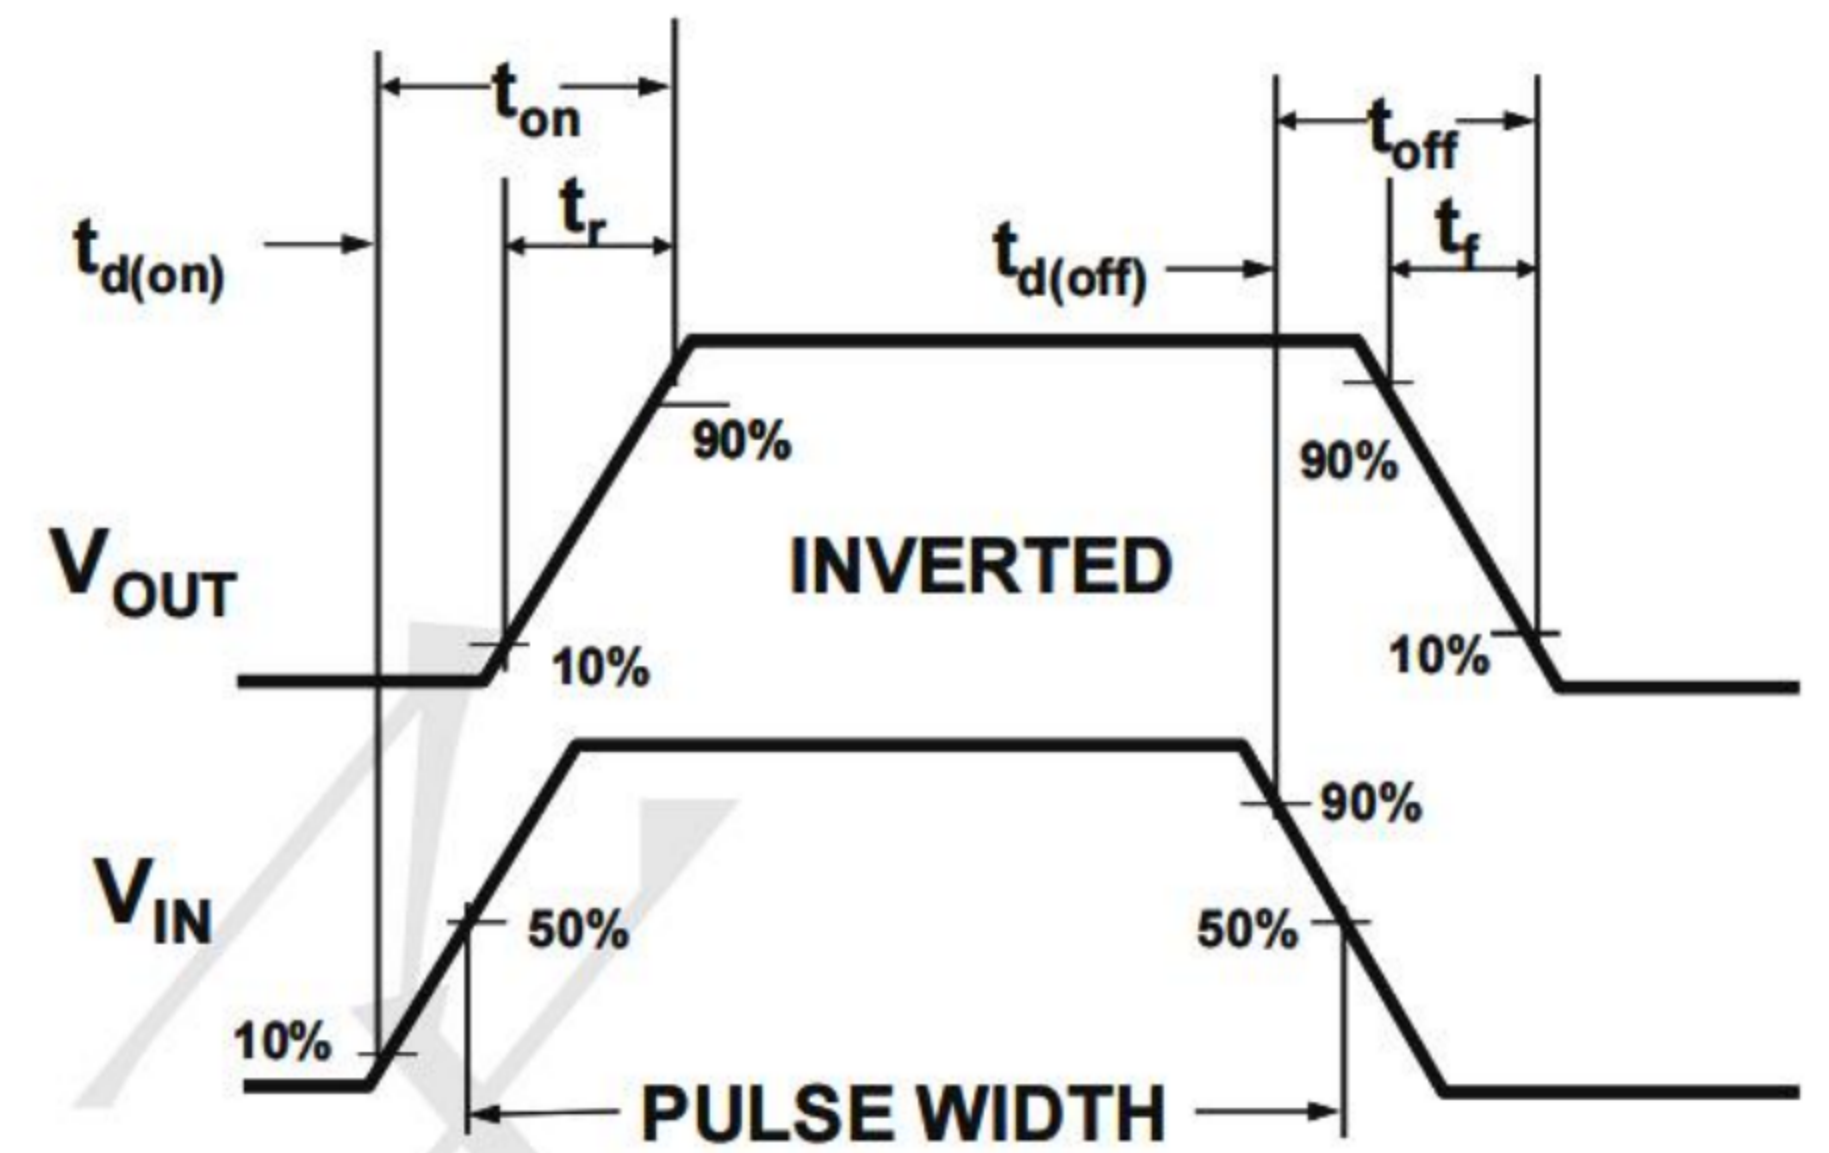 ton
toff
tr
tf
td(on)
td(off)
90%
90%
VOUT
INVERTED
10%
10%
90%
VIN
50%
50%
10%
PULSE WIDTH